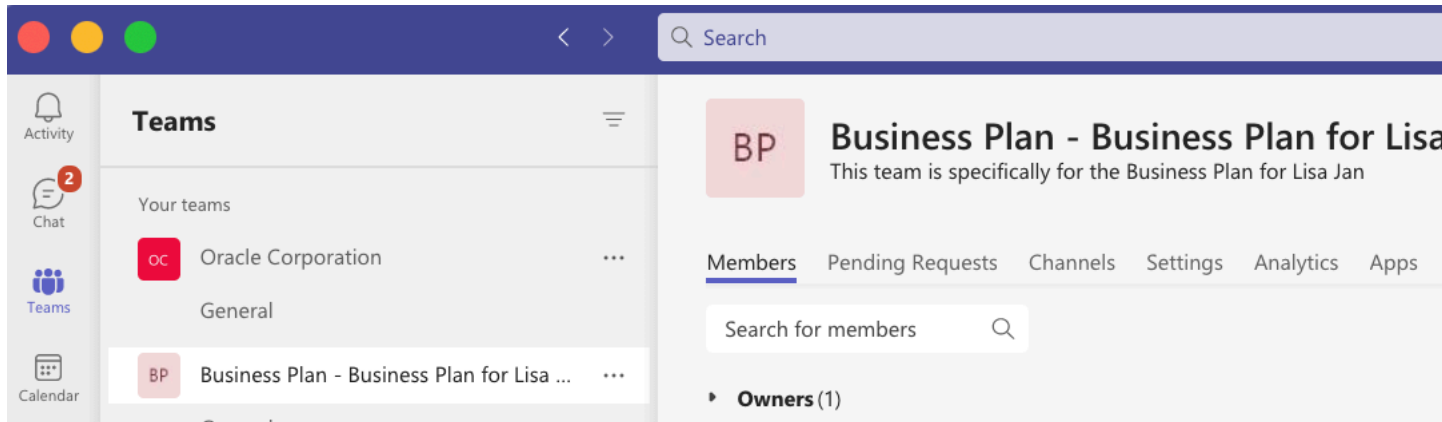 Search
Activity
2
Chat
Teams
Calendar
Teams
Your teams
OC Oracle Corporation ...
General
BP Business Plan - Business Plan for Lisa ... ...
BP
Business Plan - Business Plan for Lisa
This team is specifically for the Business Plan for Lisa Jan
Members Pending Requests Channels Settings Analytics Apps
Search for members
Owners (1)